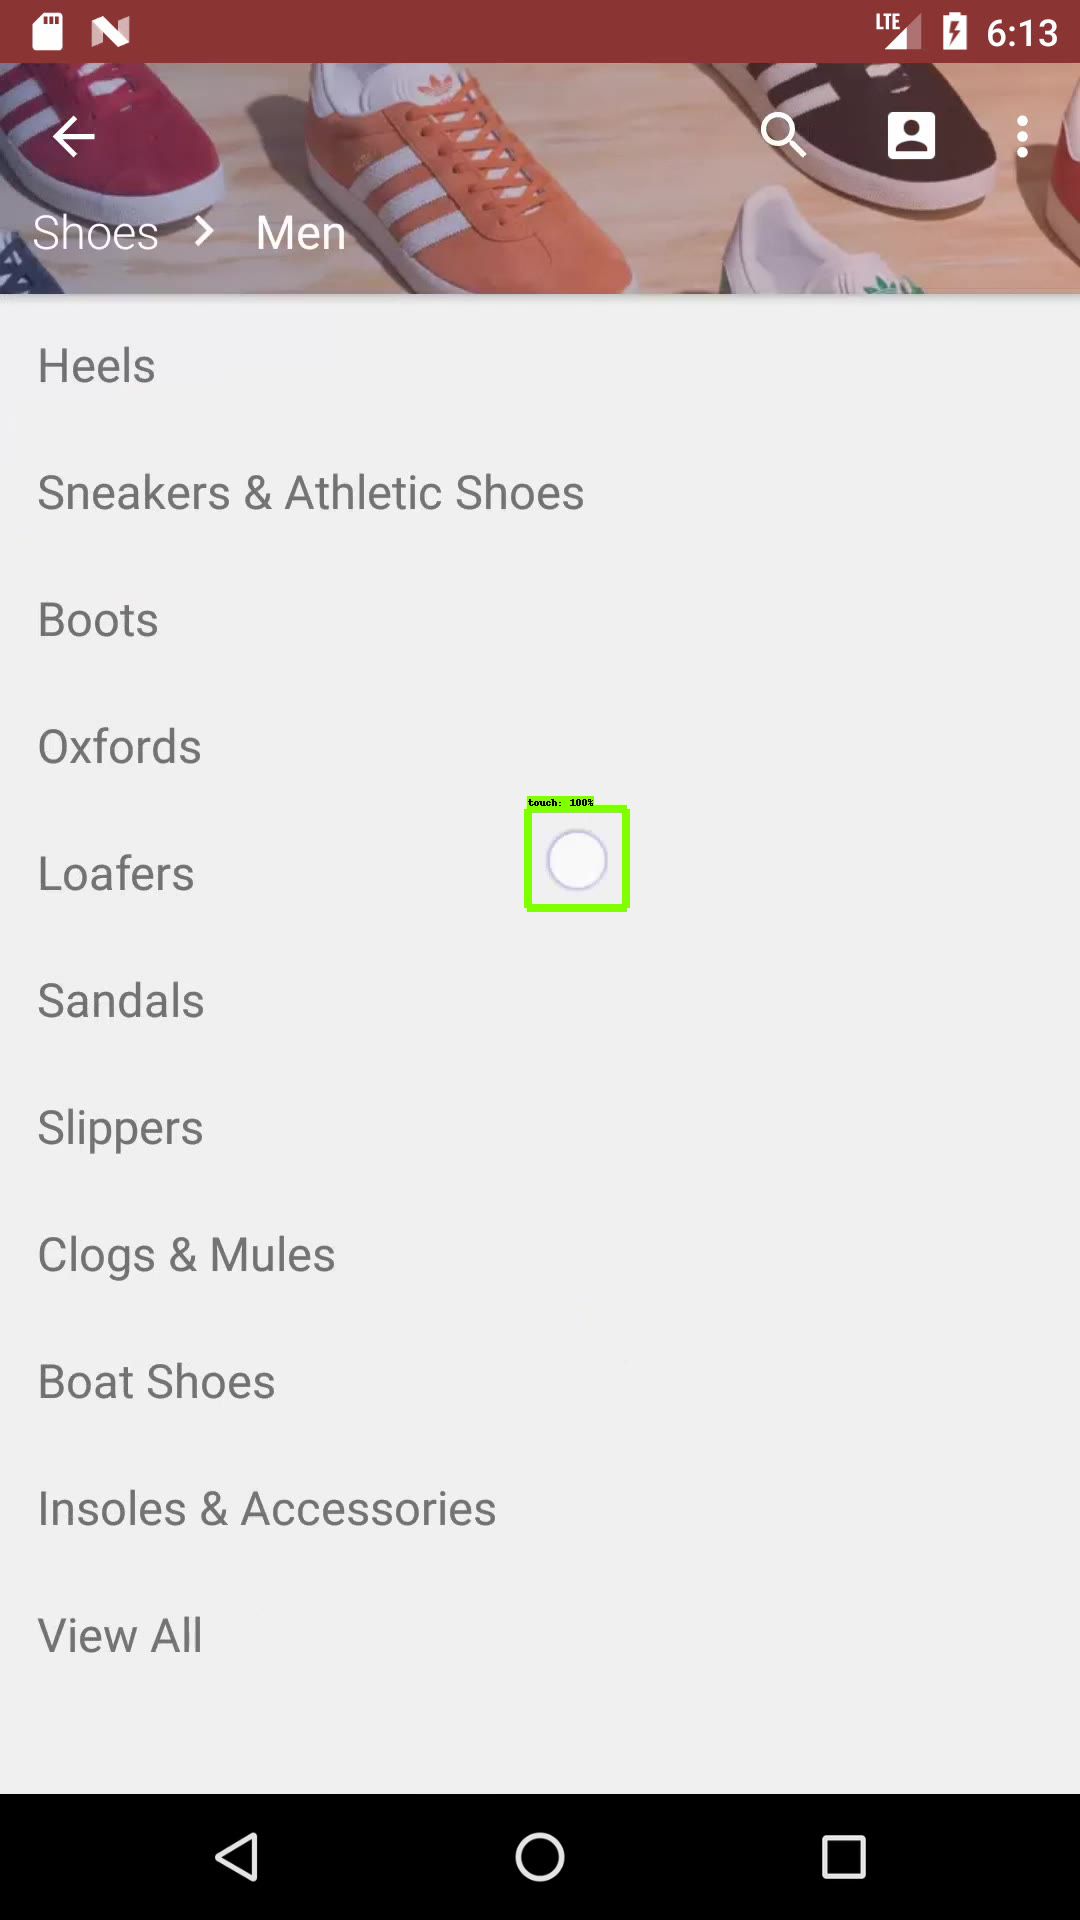 LTE 6:13
Shoes > Men
Heels
Sneakers & Athletic Shoes
Boots
Oxfords
touch: 100%
Loafers
Sandals
Slippers
Clogs & Mules
Boat Shoes
Insoles & Accessories
View All